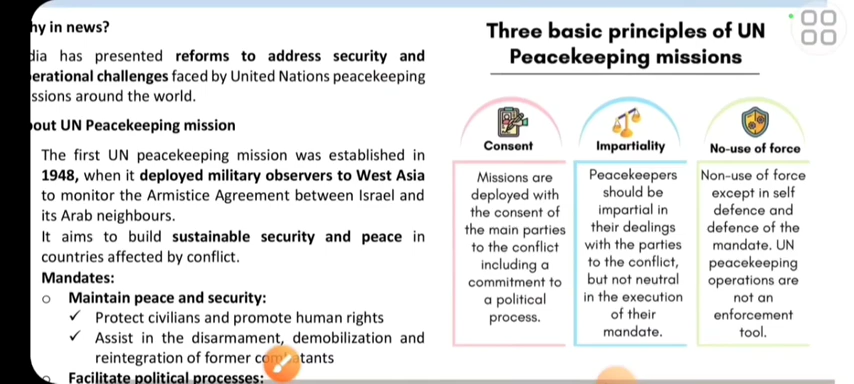 hy in news?
dia has presented reforms to address security and
erational challenges faced by United Nations peacekeeping
ssions around the world.
out UN Peacekeeping mission
The first UN peacekeeping mission was established in
1948, when it deployed military observers to West Asia
to monitor the Armistice Agreement between Israel and
its Arab neighbours.
It aims to build sustainable security and peace in
countries affected by conflict.
Mandates:
o Maintain peace and security:
✓ Protect civilians and promote human rights
✓ Assist in the disarmament, demobilization and
reintegration of former com tants
Facilitate political processes:
Three basic principles of UN
Peacekeeping missions
Consent
Missions are
deployed with
the consent of
the main parties
to the conflict
including a
commitment to
a political
process.
Impartiality
Peacekeepers
should be
impartial in
their dealings
with the parties
to the conflict,
but not neutral
in the execution
of their
mandate.
No-use of force
Non-use of force
except in self
defence and
defence of the
mandate. UN
peacekeeping
operations are
not an
enforcement
tool.